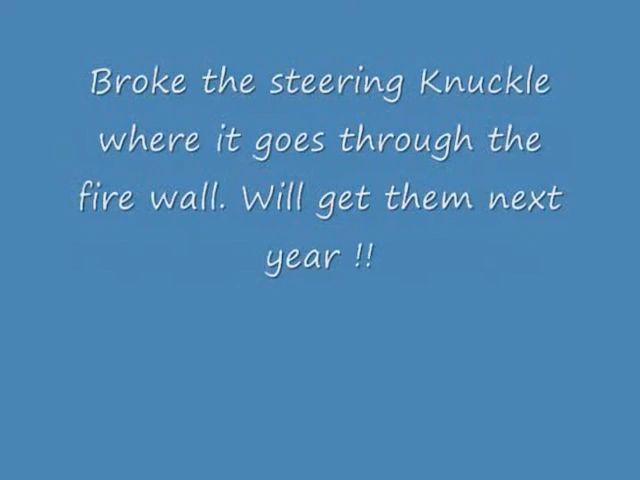 Broke the steering Knuckle
where it goes through the
fire wall. Will get them next
year !!